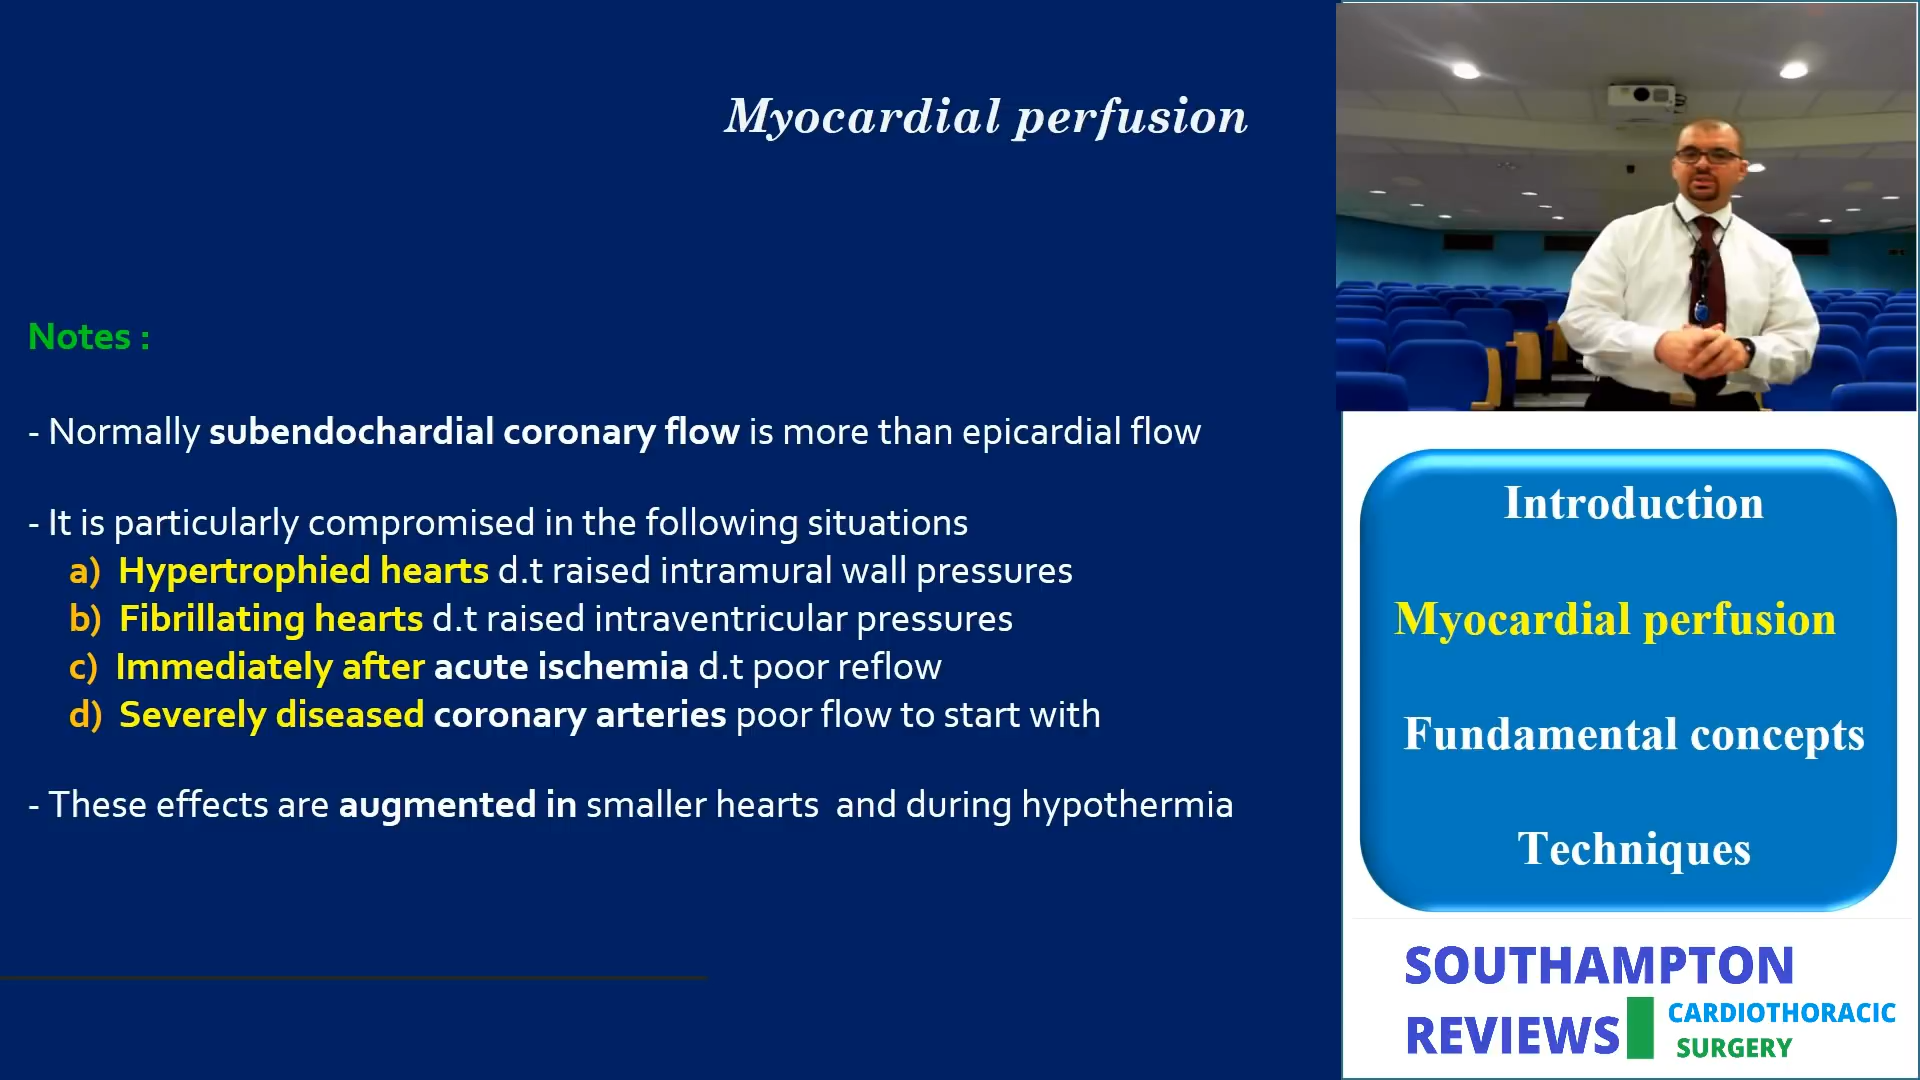 Myocardial perfusion
Notes :
- Normally subendochardial coronary flow is more than epicardial flow
- It is particularly compromised in the following situations
a) Hypertrophied hearts d.t raised intramural wall pressures
b) Fibrillating hearts d.t raised intraventricular pressures
c) Immediately after acute ischemia d.t poor reflow
d) Severely diseased coronary arteries poor flow to start with
- These effects are augmented in smaller hearts and during hypothermia
Introduction
Myocardial perfusion
Fundamental concepts
Techniques
SOUTHAMPTON
REVIEWS
CARDIOTHORACIC
SURGERY